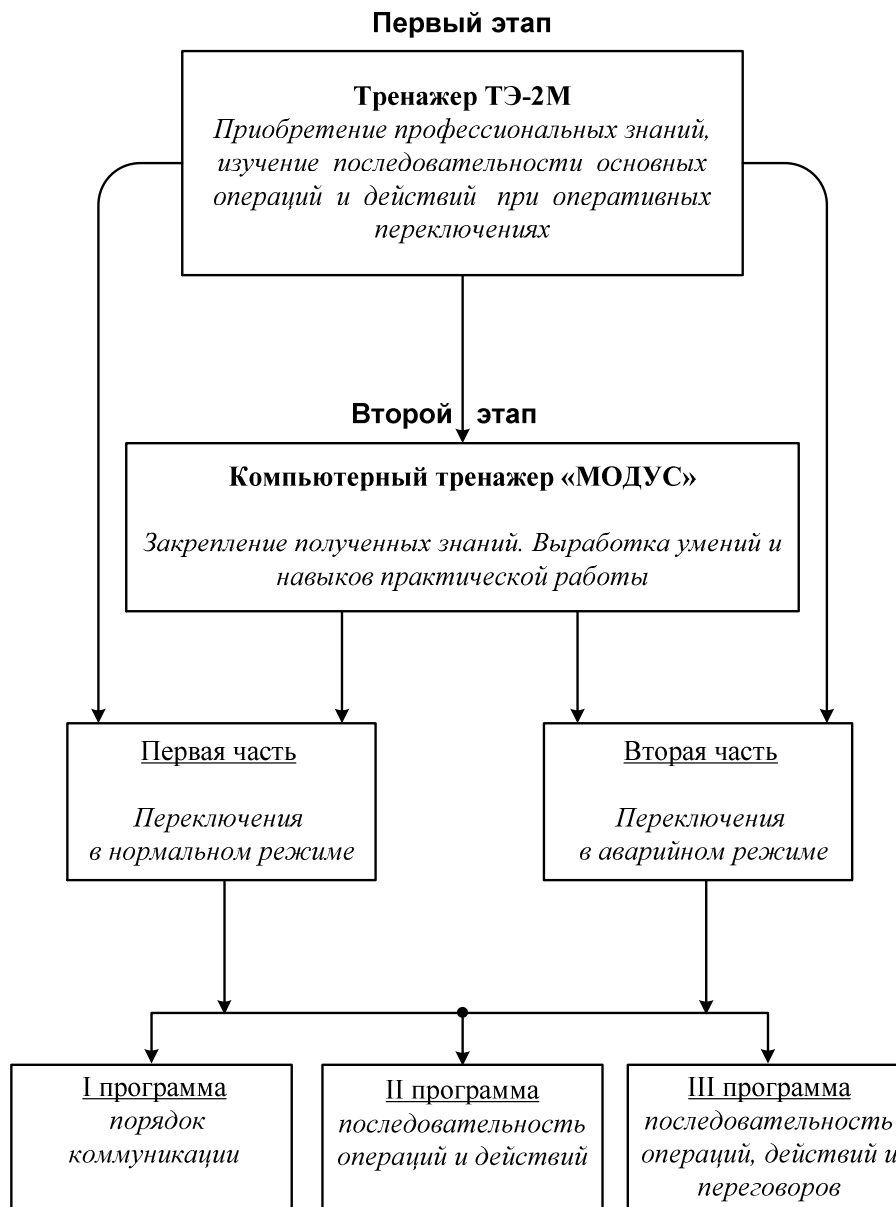 Первый этап
Тренажер ТЭ-2М
Приобретение профессиональных знаний,
изучение последовательности основных
операций и действий при оперативных
переключениях
Второй этап
Компьютерный тренажер «МОДУС»
Закрепление полученных знаний. Выработка умений и
навыков практической работы
Первая часть
Переключения
в нормальном режиме
Вторая часть
Переключения
в аварийном режиме
I программа
порядок
коммуникации
II программа
последовательность
операций и действий
III программа
последовательность
операций, действий и
переговоров